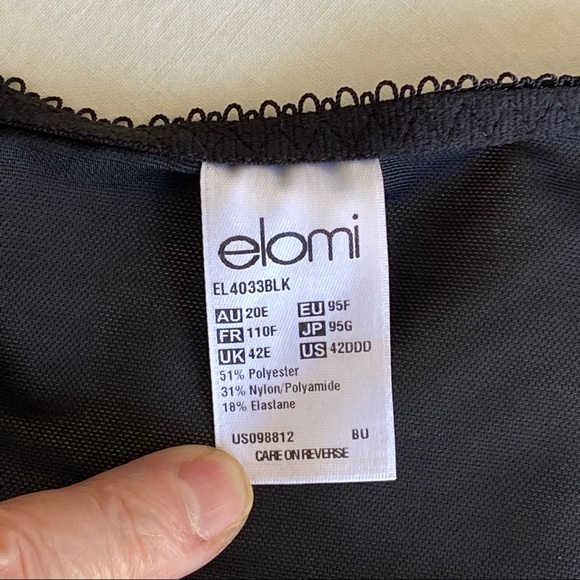 elomi
EL4033BLK
AU 20E EU 95F
FR 110F JP 95G
UK 42E US 42DDD
51% Polyester
31% Nylon/Polyamide
18% Elastane
US098812 BU
CARE ON REVERSE